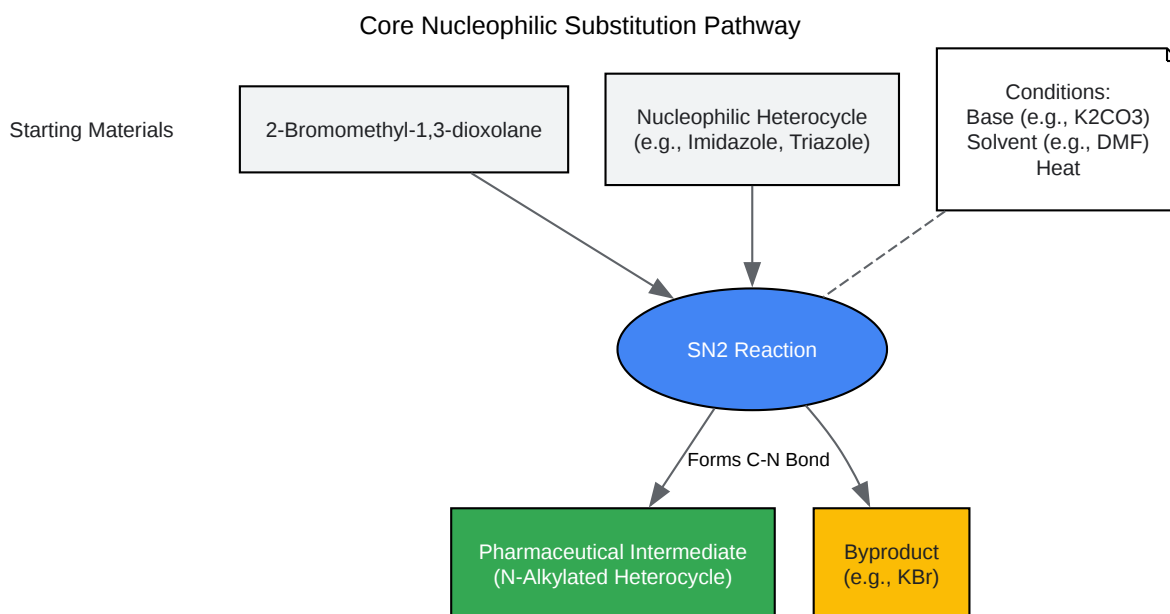 Core Nucleophilic Substitution Pathway
Starting Materials
2-Bromomethyl-1,3-dioxolane
Nucleophilic Heterocycle
(e.g., Imidazole, Triazole)
Conditions:
Base (e.g., K2CO3)
Solvent (e.g., DMF)
Heat
SN2 Reaction
Forms C-N Bond
Pharmaceutical Intermediate
(N-Alkylated Heterocycle)
Byproduct
(e.g., KBr)